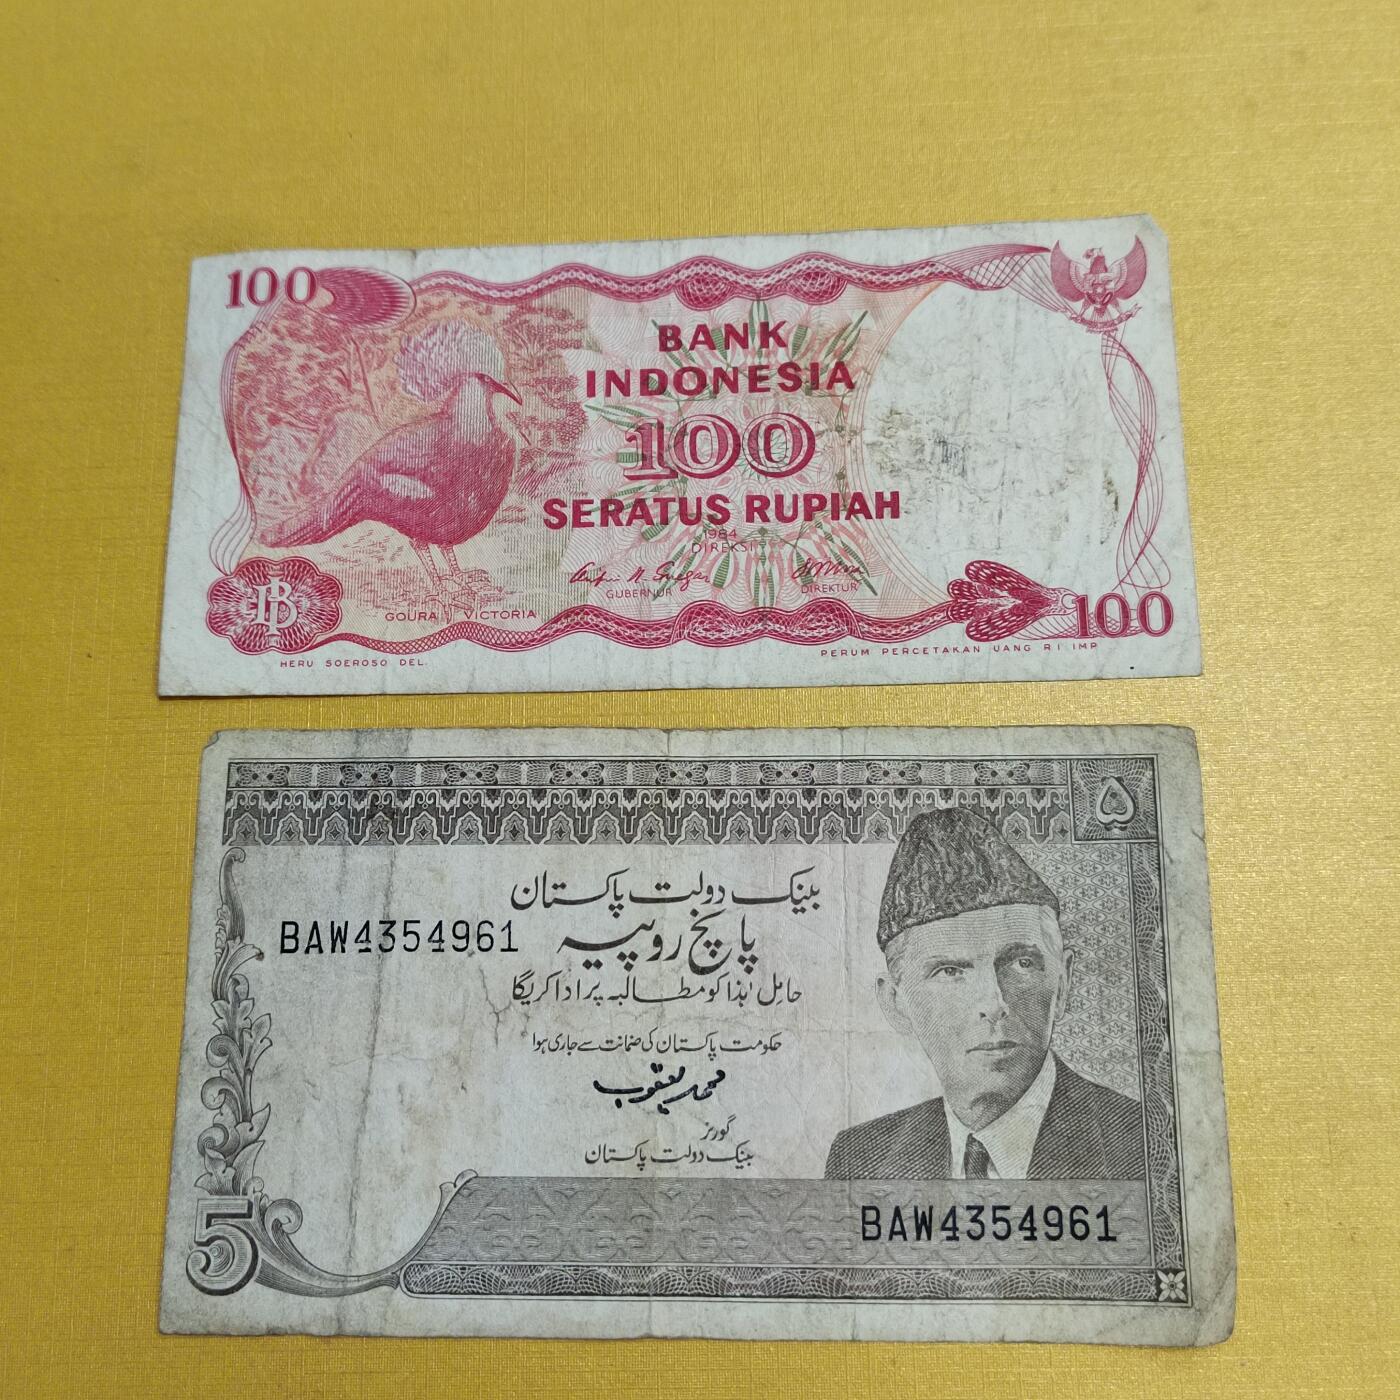 100
BANK
INDONESIA
100
SERATUS RUPIAH
1984
DIREKSI
GUBERNUR
DIREKTUR
GOURA VICTORIA
100
HERU SOEROSO DEL.
PERUM PERCETAKAN UANG RI IMP
۵
بینک دولت پاکستان
BAW4354961
پانچ روپیہ
حامل ہٰذا کو مطالبہ پر ادا کریگا
حکومت پاکستان کی ضمانت سے جاری ہوا
محمد یعقوب
گورنر
بینک دولت پاکستان
5
BAW4354961